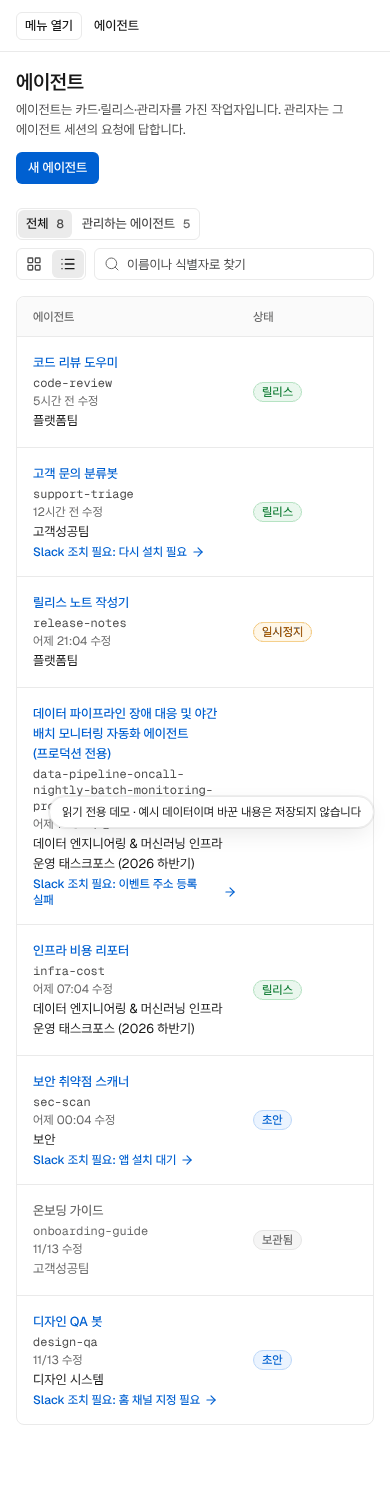 메뉴 열기
에이전트
에이전트
에이전트는 카드·릴리스·관리자를 가진 작업자입니다. 관리자는 그
에이전트 세션의 요청에 답합니다.
새 에이전트
전체 8
관리하는 에이전트 5
이름이나 식별자로 찾기
에이전트
상태
코드 리뷰 도우미
code-review
5시간 전 수정
플랫폼팀
릴리스
고객 문의 분류봇
support-triage
12시간 전 수정
고객성공팀
Slack 조치 필요: 다시 설치 필요
릴리스
릴리스 노트 작성기
release-notes
어제 21:04 수정
플랫폼팀
일시정지
데이터 파이프라인 장애 대응 및 야간
배치 모니터링 자동화 에이전트
(프로덕션 전용)
data-pipeline-oncall-
nightly-batch-monitoring-
읽기 전용 데모 · 예시 데이터이며 바꾼 내용은 저장되지 않습니다
데이터 엔지니어링 & 머신러닝 인프라
운영 태스크포스 (2026 하반기)
Slack 조치 필요: 이벤트 주소 등록
실패
인프라 비용 리포터
infra-cost
어제 07:04 수정
데이터 엔지니어링 & 머신러닝 인프라
운영 태스크포스 (2026 하반기)
릴리스
보안 취약점 스캐너
sec-scan
어제 00:04 수정
보안
Slack 조치 필요: 앱 설치 대기
초안
온보딩 가이드
onboarding-guide
11/13 수정
고객성공팀
보관됨
디자인 QA 봇
design-qa
11/13 수정
디자인 시스템
Slack 조치 필요: 홈 채널 지정 필요
초안